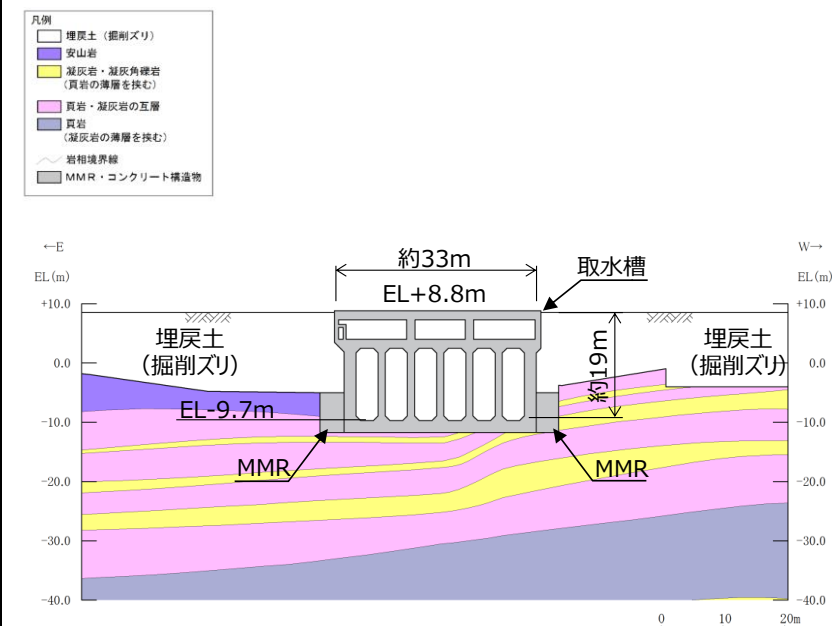 凡例
埋戻土（掘削ズリ）
安山岩
凝灰岩・凝灰角礫岩
(頁岩の薄層を挟む)
頁岩・凝灰岩の互層
頁岩
(凝灰岩の薄層を挟む)
岩相境界線
MMR・コンクリート構造物
←E
W→
EL(m)
EL(m)
約33m
EL+8.8m
取水槽
+10.0
+10.0
埋戻土
(掘削ズリ)
埋戻土
(掘削ズリ)
約19m
0.0
0.0
-10.0
-10.0
EL-9.7m
MMR
MMR
-20.0
-20.0
-30.0
-30.0
-40.0
-40.0
0 10 20m